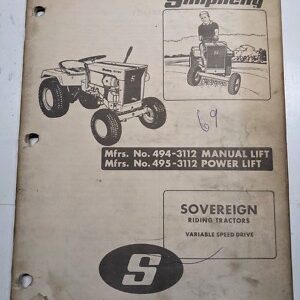 Simplicity
69
Mfrs. No. 494-3112 MANUAL LIFT
Mfrs. No. 495-3112 POWER LIFT
SOVEREIGN
RIDING TRACTORS
VARIABLE SPEED DRIVE
S